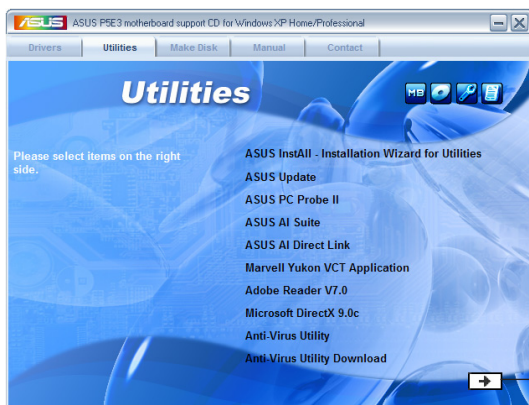 ASUS ASUS P5E3 motherboard support CD for Windows XP Home/Professional
Drivers Utilities Make Disk Manual Contact
Utilities
MB
Please select items on the right
side.
ASUS InstAll - Installation Wizard for Utilities
ASUS Update
ASUS PC Probe II
ASUS AI Suite
ASUS AI Direct Link
Marvell Yukon VCT Application
Adobe Reader V7.0
Microsoft DirectX 9.0c
Anti-Virus Utility
Anti-Virus Utility Download